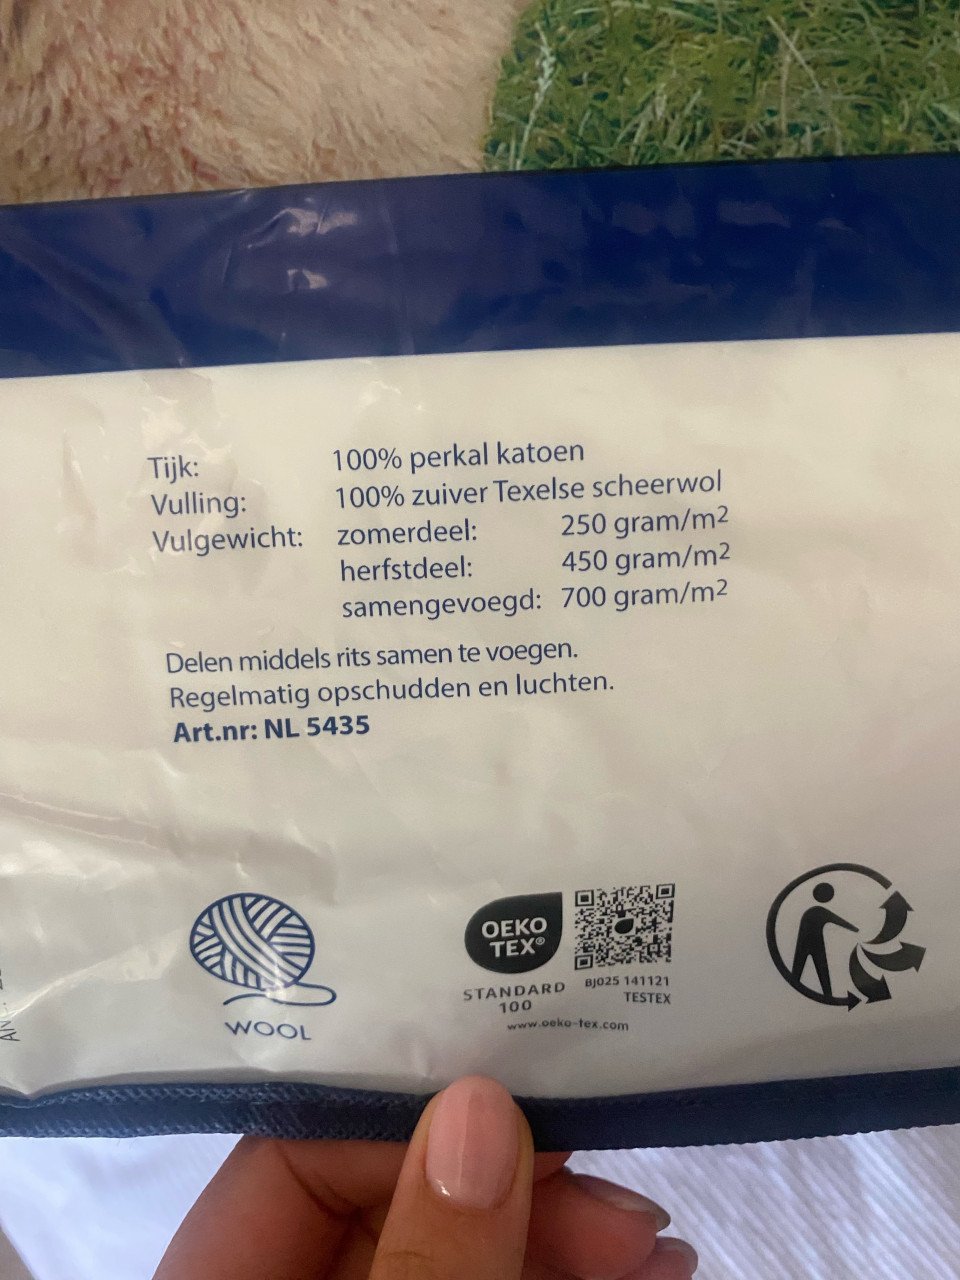 Tijk: 100% perkal katoen
Vulling: 100% zuiver Texelse scheerwol
Vulgewicht: zomerdeel: 250 gram/m2
herfstdeel: 450 gram/m2
samengevoegd: 700 gram/m2
Delen middels rits samen te voegen.
Regelmatig opschudden en luchten.
Art.nr: NL 5435
WOOL
OEKO
TEX®
STANDARD
100
BJ025 141121
TESTEX
www.oeko-tex.com